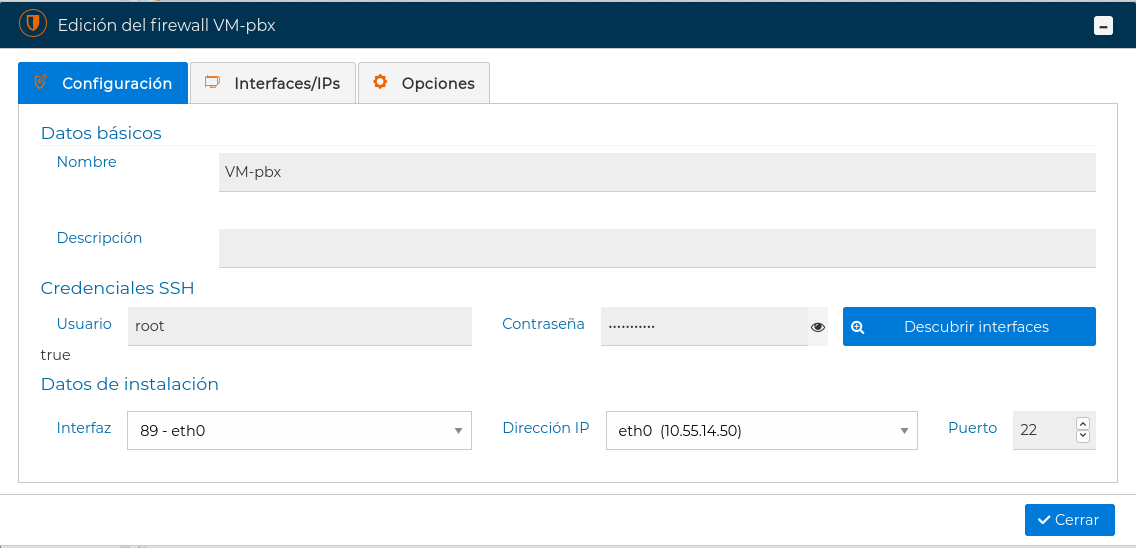 Edición del firewall VM-pbx
Configuración Interfaces/IPs Opciones
Datos básicos
Nombre VM-pbx
Descripción
Credenciales SSH
Usuario root Contraseña ··········· Descubrir interfaces
true
Datos de instalación
Interfaz 89 - eth0 Dirección IP eth0 (10.55.14.50) Puerto 22
Cerrar